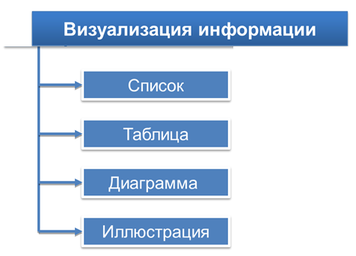 Визуализация информации
Список
Таблица
Диаграмма
Иллюстрация